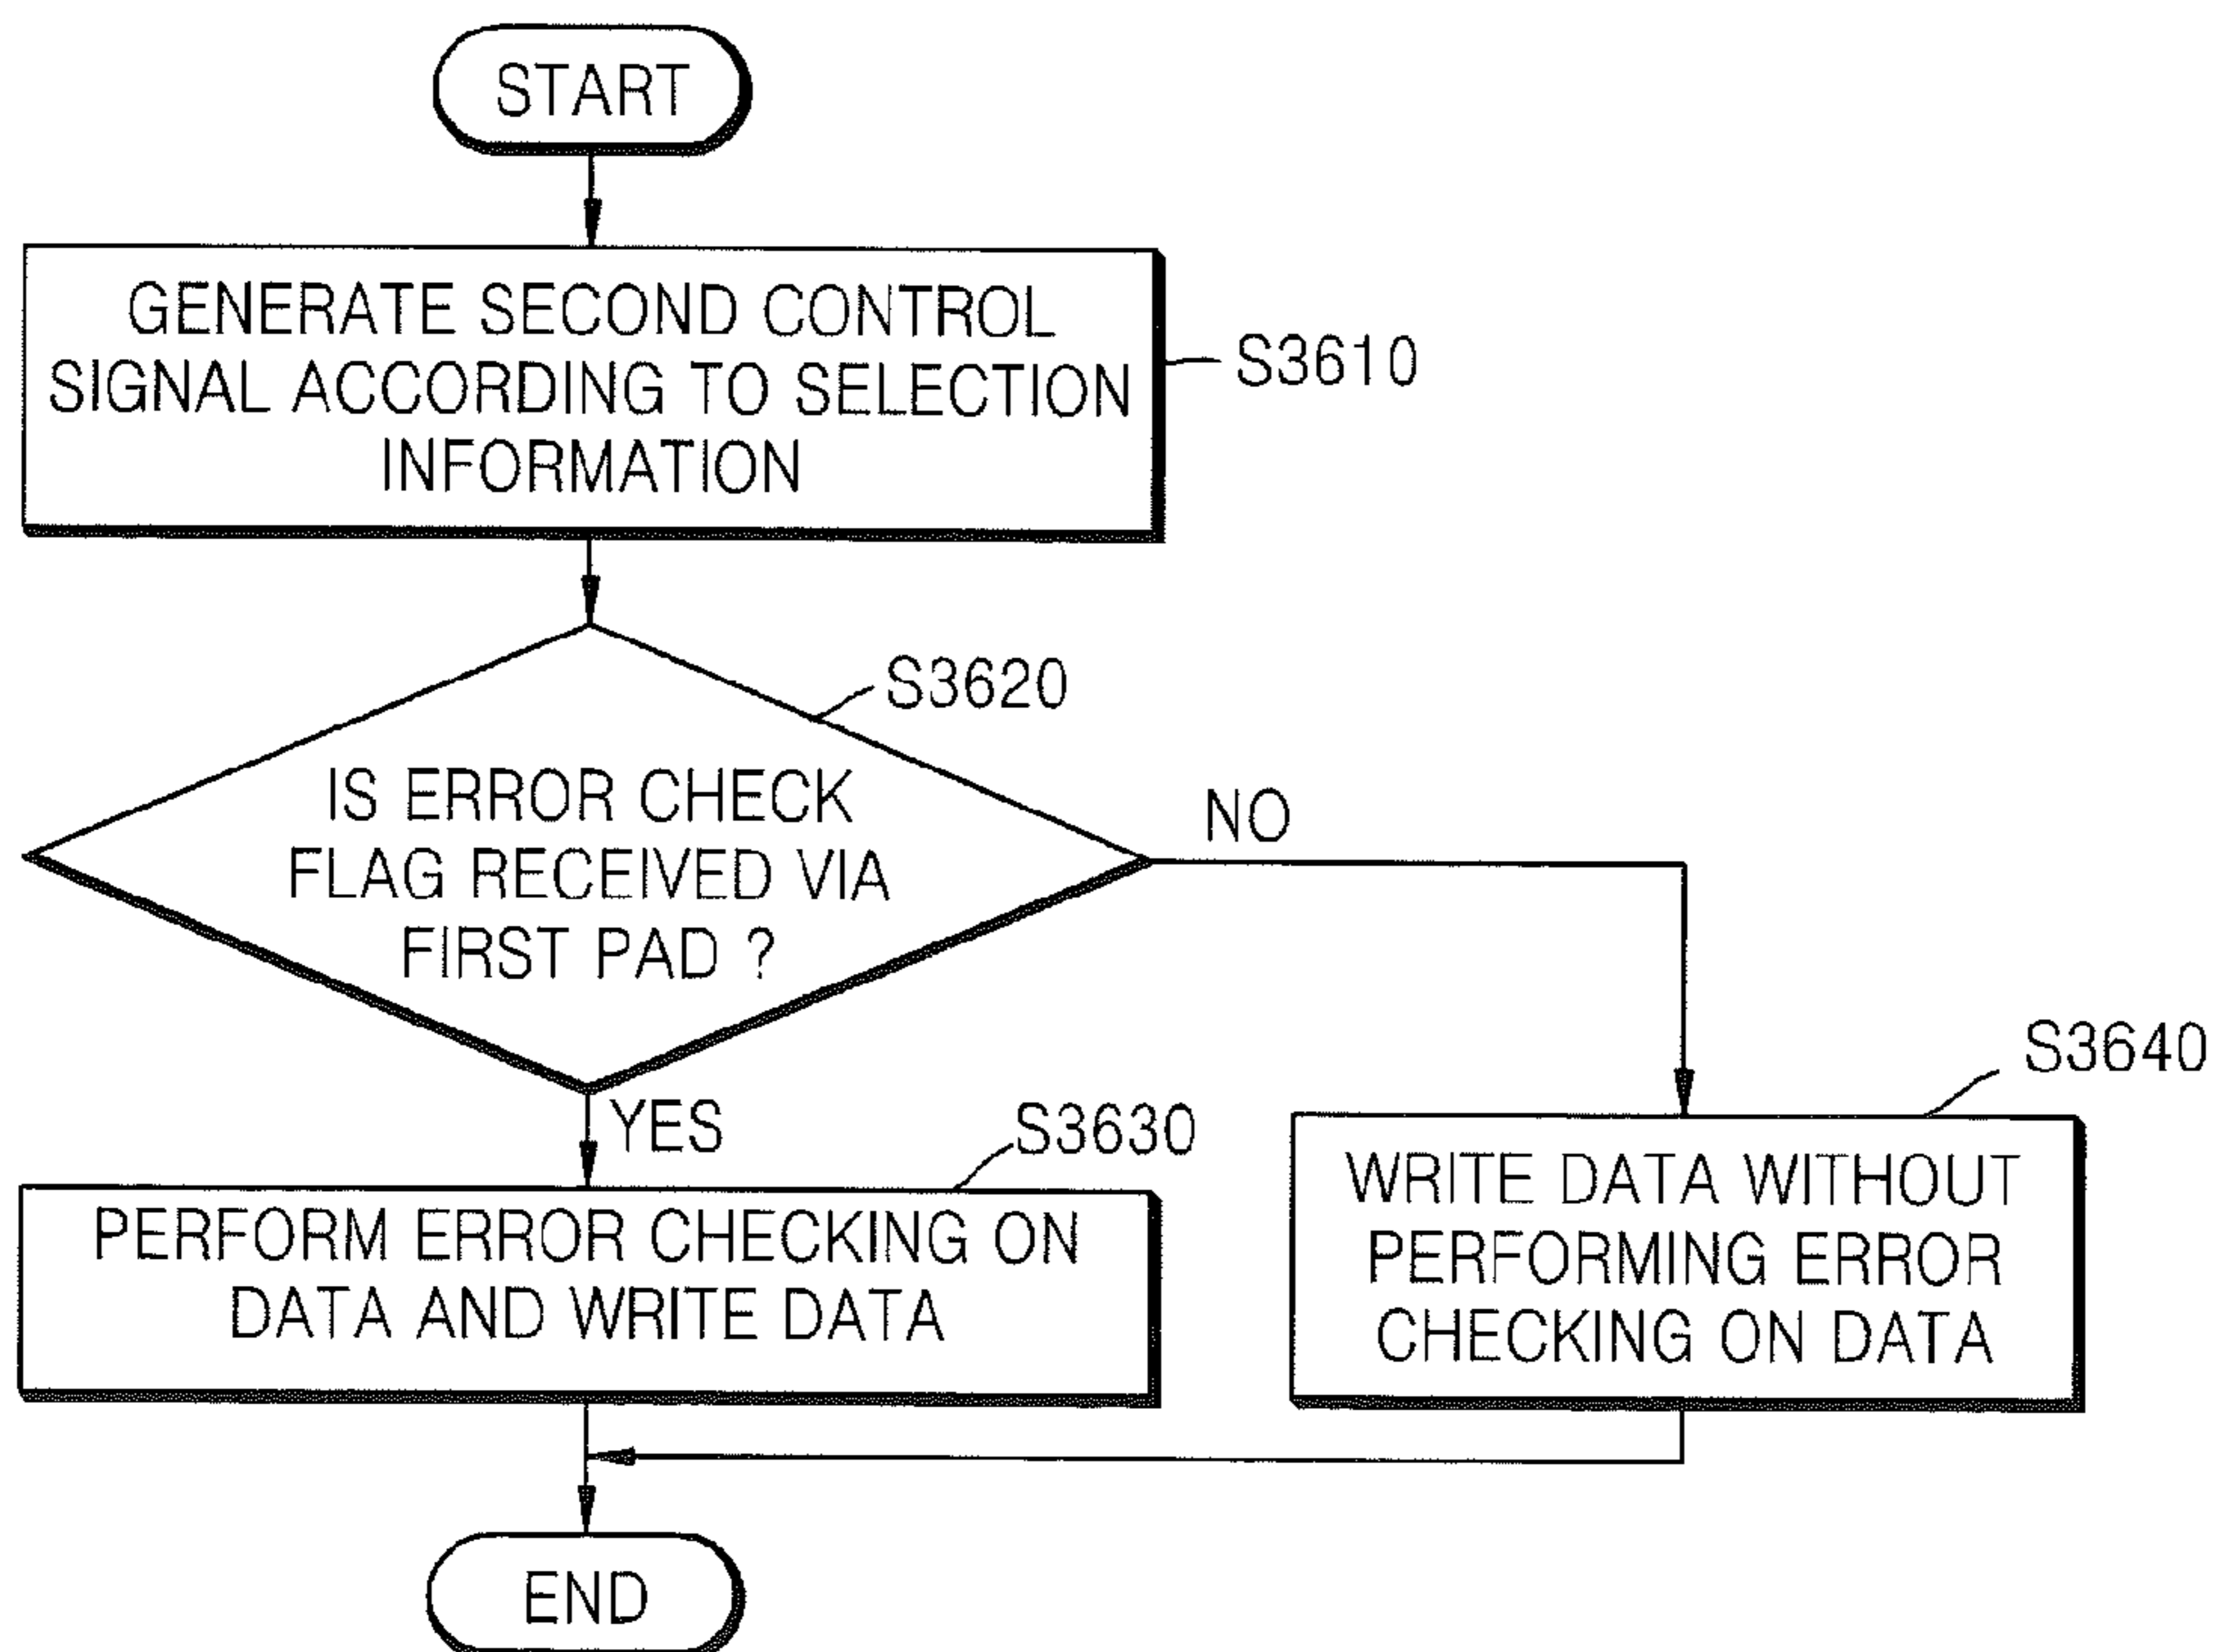 START
GENERATE SECOND CONTROL
SIGNAL ACCORDING TO SELECTION
INFORMATION
S3610
S3620
IS ERROR CHECK
FLAG RECEIVED VIA
FIRST PAD ?
NO
YES
S3630
S3640
PERFORM ERROR CHECKING ON
DATA AND WRITE DATA
WRITE DATA WITHOUT
PERFORMING ERROR
CHECKING ON DATA
END